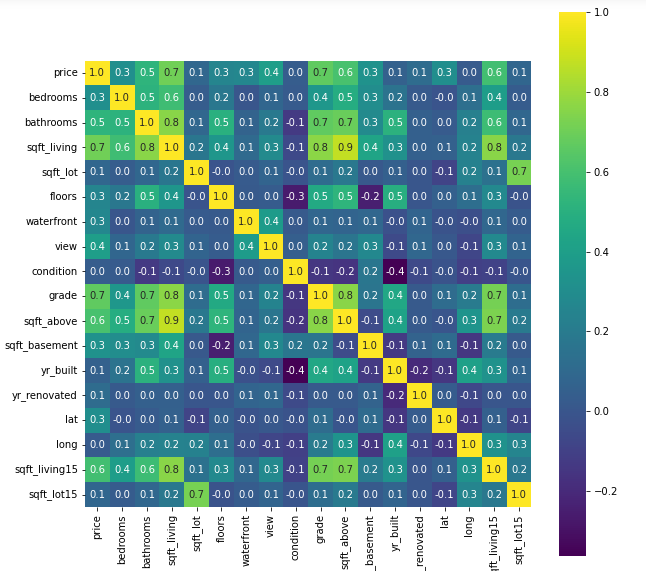 price 1.0 0.3 0.5 0.7 0.1 0.3 0.3 0.4 0.0 0.7 0.6 0.3 0.1 0.1 0.3 0.0 0.6 0.1
bedrooms 0.3 1.0 0.5 0.6 0.0 0.2 0.0 0.1 0.0 0.4 0.5 0.3 0.2 0.0 -0.0 0.1 0.4 0.0
bathrooms 0.5 0.5 1.0 0.8 0.1 0.5 0.1 0.2 -0.1 0.7 0.7 0.3 0.5 0.1 0.0 0.2 0.6 0.1
sqft_living 0.7 0.6 0.8 1.0 0.2 0.4 0.1 0.3 -0.1 0.8 0.9 0.4 0.3 0.1 0.1 0.2 0.8 0.2
sqft_lot 0.1 0.0 0.1 0.2 1.0 -0.0 0.0 0.1 -0.0 0.1 0.2 0.0 0.1 0.0 -0.1 0.2 0.1 0.7
floors 0.3 0.2 0.5 0.4 -0.0 1.0 0.0 0.0 -0.3 0.5 0.5 -0.2 0.5 0.0 0.0 0.1 0.3 -0.0
waterfront 0.3 0.0 0.1 0.1 0.0 0.0 1.0 0.4 0.0 0.1 0.1 0.1 -0.0 0.1 -0.0 -0.0 0.1 0.0
view 0.4 0.1 0.2 0.3 0.1 0.0 0.4 1.0 0.0 0.2 0.2 0.3 -0.1 0.1 0.0 -0.1 0.3 0.1
condition 0.0 0.0 -0.1 -0.1 -0.0 -0.3 0.0 0.0 1.0 -0.1 -0.2 0.2 -0.4 -0.1 -0.0 -0.1 -0.1 -0.0
grade 0.7 0.4 0.7 0.8 0.1 0.5 0.1 0.2 -0.1 1.0 0.8 0.2 0.4 0.0 0.1 0.2 0.7 0.1
sqft_above 0.6 0.5 0.7 0.9 0.2 0.5 0.1 0.2 -0.2 0.8 1.0 -0.1 0.4 0.0 -0.0 0.3 0.7 0.2
sqft_basement 0.3 0.3 0.3 0.4 0.0 -0.2 0.1 0.3 0.2 0.2 -0.1 1.0 -0.1 0.1 0.1 -0.1 0.2 0.0
yr_built 0.1 0.2 0.5 0.3 0.1 0.5 -0.0 -0.1 -0.4 0.4 0.4 -0.1 1.0 -0.2 -0.1 0.4 0.3 0.1
yr_renovated 0.1 0.0 0.1 0.1 0.0 0.0 0.1 0.1 -0.1 0.0 0.0 0.1 -0.2 1.0 0.0 -0.1 -0.0 0.0
lat 0.3 -0.0 0.0 0.1 -0.1 0.0 -0.0 0.0 -0.0 0.1 -0.0 0.1 -0.1 0.0 1.0 -0.1 0.0 -0.1
long 0.0 0.1 0.2 0.2 0.2 0.1 -0.0 -0.1 -0.1 0.2 0.3 -0.1 0.4 -0.1 -0.1 1.0 0.3 0.3
sqft_living15 0.6 0.4 0.6 0.8 0.1 0.3 0.1 0.3 -0.1 0.7 0.7 0.2 0.3 -0.0 0.0 0.3 1.0 0.2
sqft_lot15 0.1 0.0 0.1 0.2 0.7 -0.0 0.0 0.1 -0.0 0.1 0.2 0.0 0.1 0.0 -0.1 0.3 0.2 1.0
price
bedrooms
bathrooms
sqft_living
sqft_lot
floors
waterfront
view
condition
grade
sqft_above
_basement
yr_built
_renovated
lat
long
qft_living15
sqft_lot15
1.0
0.8
0.6
0.4
0.2
0.0
−0.2